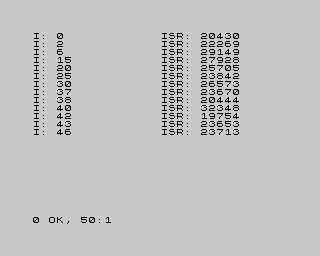 I: 0 ISR: 20430
I: 2 ISR: 22269
I: 6 ISR: 29149
I: 15 ISR: 27928
I: 20 ISR: 25705
I: 25 ISR: 23842
I: 30 ISR: 26573
I: 37 ISR: 23670
I: 38 ISR: 20444
I: 40 ISR: 32348
I: 42 ISR: 19754
I: 43 ISR: 23653
I: 46 ISR: 23713
0 OK, 50:1